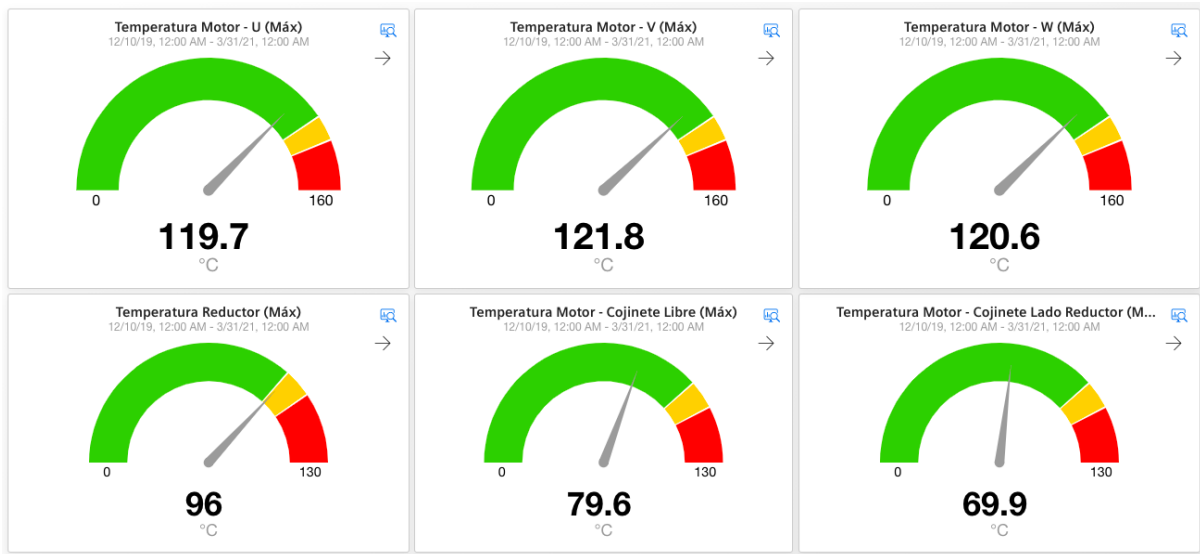 Temperatura Motor - U (Máx)
12/10/19, 12:00 AM - 3/31/21, 12:00 AM
0
160
119.7
°C
Temperatura Motor - V (Máx)
12/10/19, 12:00 AM - 3/31/21, 12:00 AM
0
160
121.8
°C
Temperatura Motor - W (Máx)
12/10/19, 12:00 AM - 3/31/21, 12:00 AM
0
160
120.6
°C
Temperatura Reductor (Máx)
12/10/19, 12:00 AM - 3/31/21, 12:00 AM
0
130
96
°C
Temperatura Motor - Cojinete Libre (Máx)
12/10/19, 12:00 AM - 3/31/21, 12:00 AM
0
130
79.6
°C
Temperatura Motor - Cojinete Lado Reductor (M...
12/10/19, 12:00 AM - 3/31/21, 12:00 AM
0
130
69.9
°C